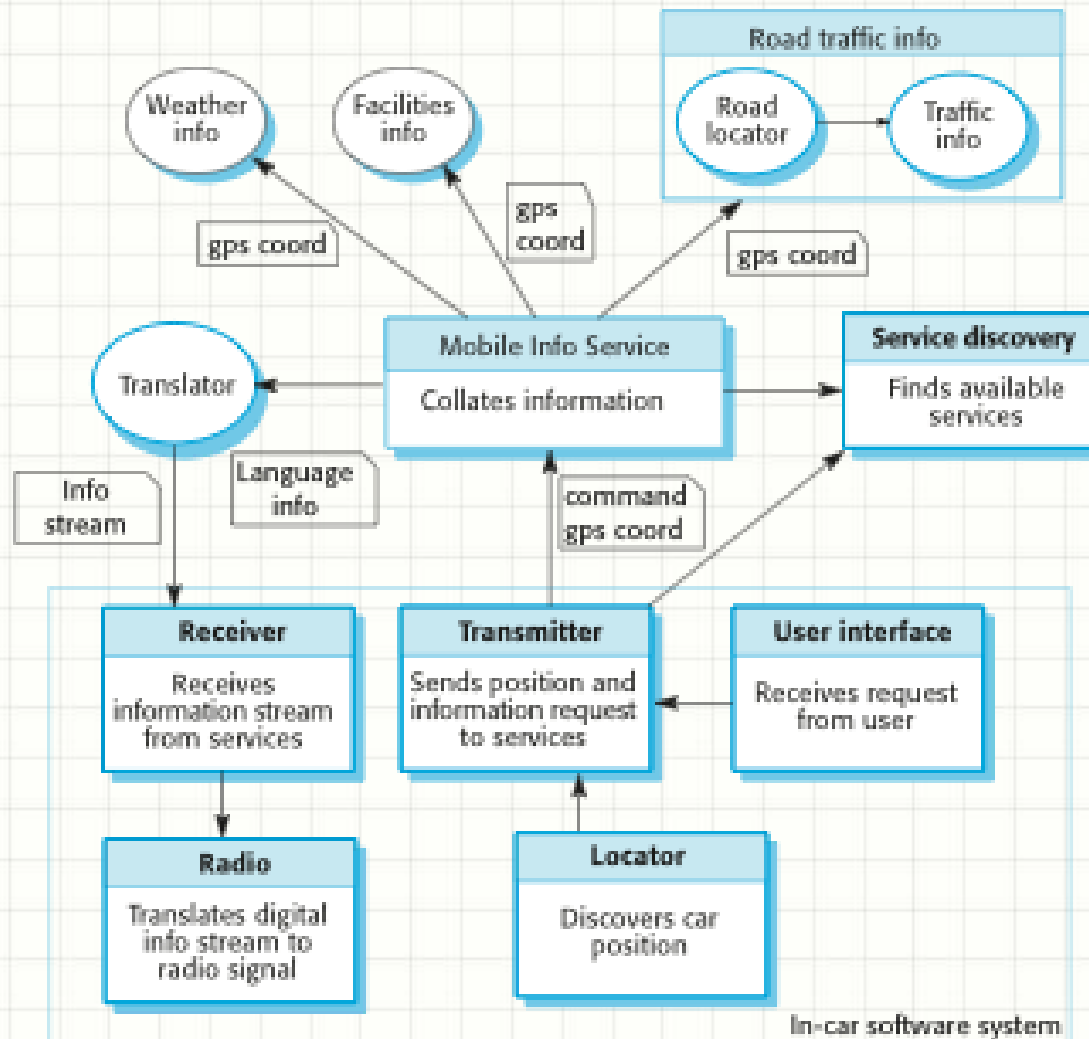 Road traffic info
Weather
info
Facilities
info
Road
locator
Traffic
info
gps coord
gps
coord
gps coord
Mobile Info Service
Collates information
Service discovery
Finds available
services
Translator
Info
stream
Language
info
command
gps coord
Receiver
Receives
information stream
from services
Transmitter
Sends position and
information request
to services
User interface
Receives request
from user
Radio
Translates digital
info stream to
radio signal
Locator
Discovers car
position
In-car software system